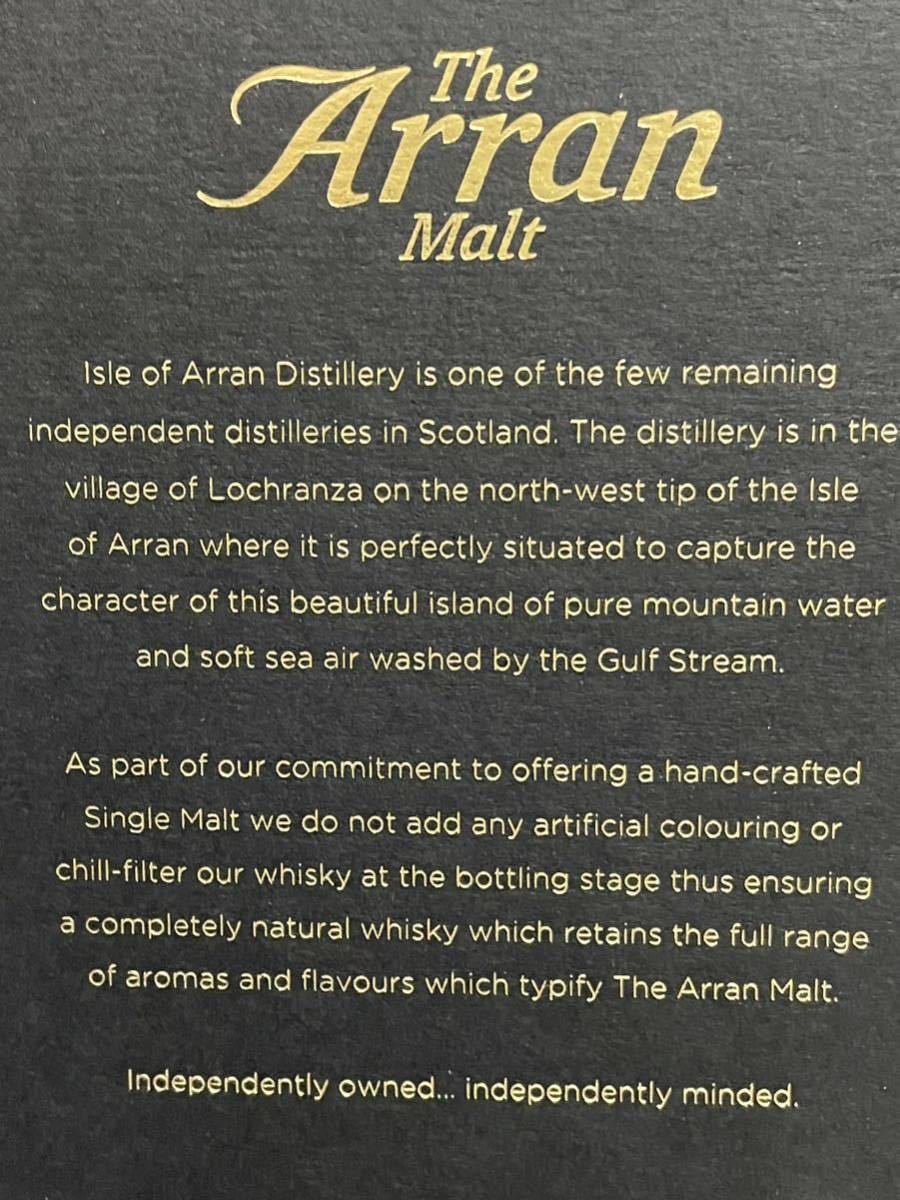 The
Arran
Malt
Isle of Arran Distillery is one of the few remaining
independent distilleries in Scotland. The distillery is in the
village of Lochranza on the north-west tip of the Isle
of Arran where it is perfectly situated to capture the
character of this beautiful island of pure mountain water
and soft sea air washed by the Gulf Stream.
As part of our commitment to offering a hand-crafted
Single Malt we do not add any artificial colouring or
chill-filter our whisky at the bottling stage thus ensuring
a completely natural whisky which retains the full range
of aromas and flavours which typify The Arran Malt.
Independently owned... independently minded.